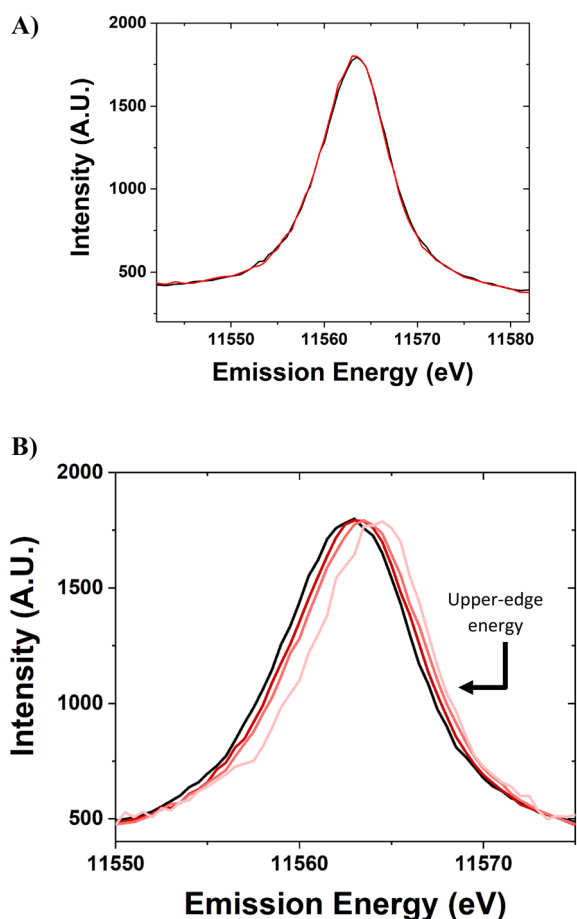 A)
2000
1500
1000
500
Intensity (A.U.)
11550
11560
11570
11580
Emission Energy (eV)
B)
2000
1500
1000
500
Intensity (A.U.)
Upper-edge
energy
11550
11560
11570
Emission Energy (eV)